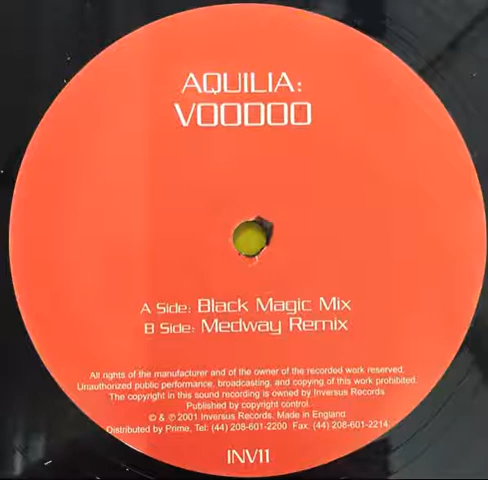 AQUILIA:
VOODOO
A Side: Black Magic Mix
B Side: Medway Remix
All rights of the manufacturer and of the owner of the recorded work reserved.
Unauthorized public performance, broadcasting, and copying of this work prohibited.
The copyright in this sound recording is owned by Inversus Records
Published by copyright control.
© & ℗ 2001 Inversus Records. Made in England
Distributed by Prime. Tel: (44) 208-601-2200 Fax. (44) 208-601-2214.
INV11